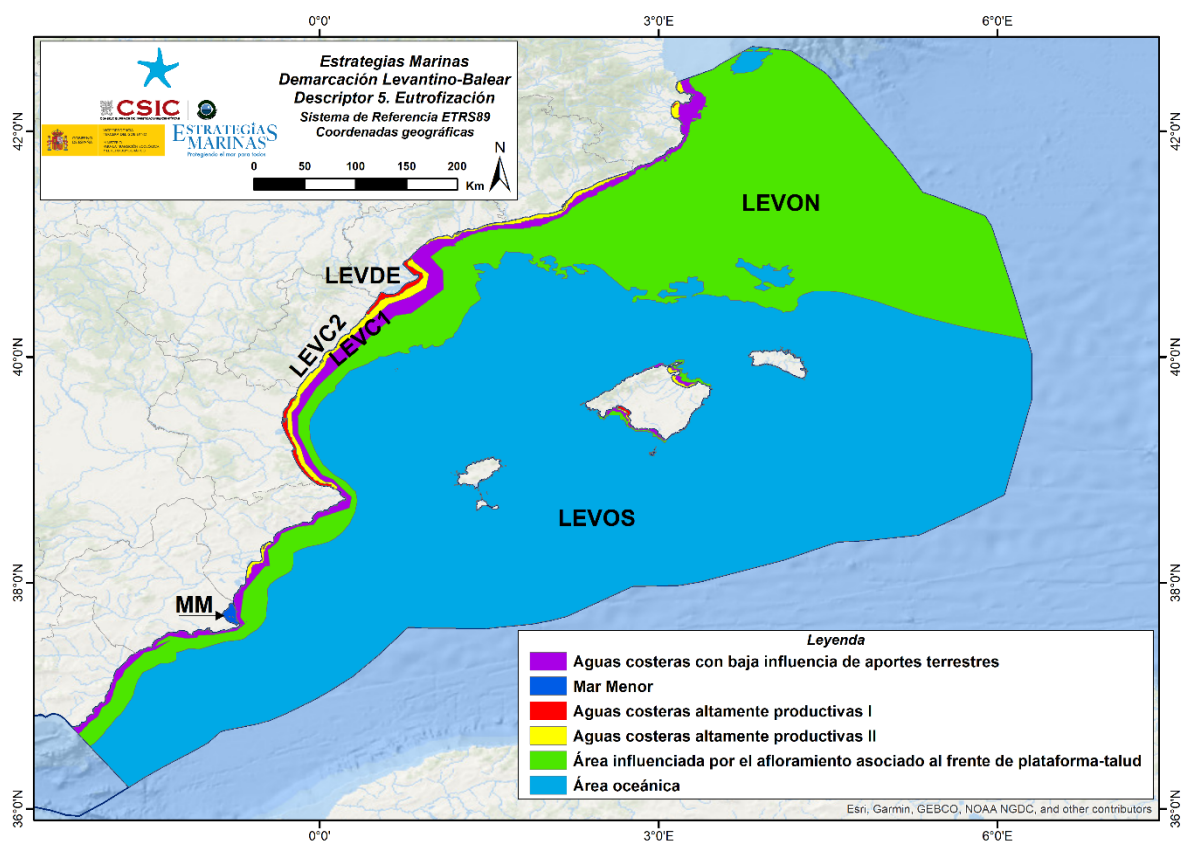 0°0'
3°0'E
6°0'E
Estrategias Marinas
Demarcación Levantino-Balear
Descriptor 5. Eutrofización
Sistema de Referencia ETRS89
Coordenadas geográficas
CSIC
ESTRATEGIAS
MARINAS
Protegiendo el mar para todos
N
0 50 100 150 200
Km
42°0'N
42°0'N
LEVON
LEVDE
LEVC2
LEVC1
40°0'N
40°0'N
LEVOS
38°0'N
38°0'N
MM
Leyenda
Aguas costeras con baja influencia de aportes terrestres
Mar Menor
Aguas costeras altamente productivas I
Aguas costeras altamente productivas II
Área influenciada por el afloramiento asociado al frente de plataforma-talud
Área oceánica
Esri, Garmin, GEBCO, NOAA NGDC, and other contributors
36°0'N
36°0'N
0°0'
3°0'E
6°0'E